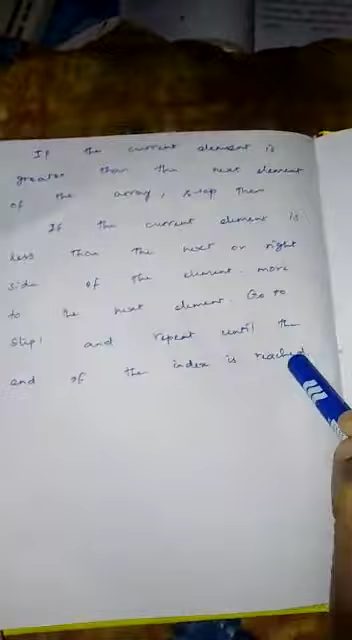 If the current element is
greater than the next element
of the array, swap then
If the current element is
less than the next or right
side of the element. move
to the next element. Go to
Step 1 and repeat until the
end of the index is reached